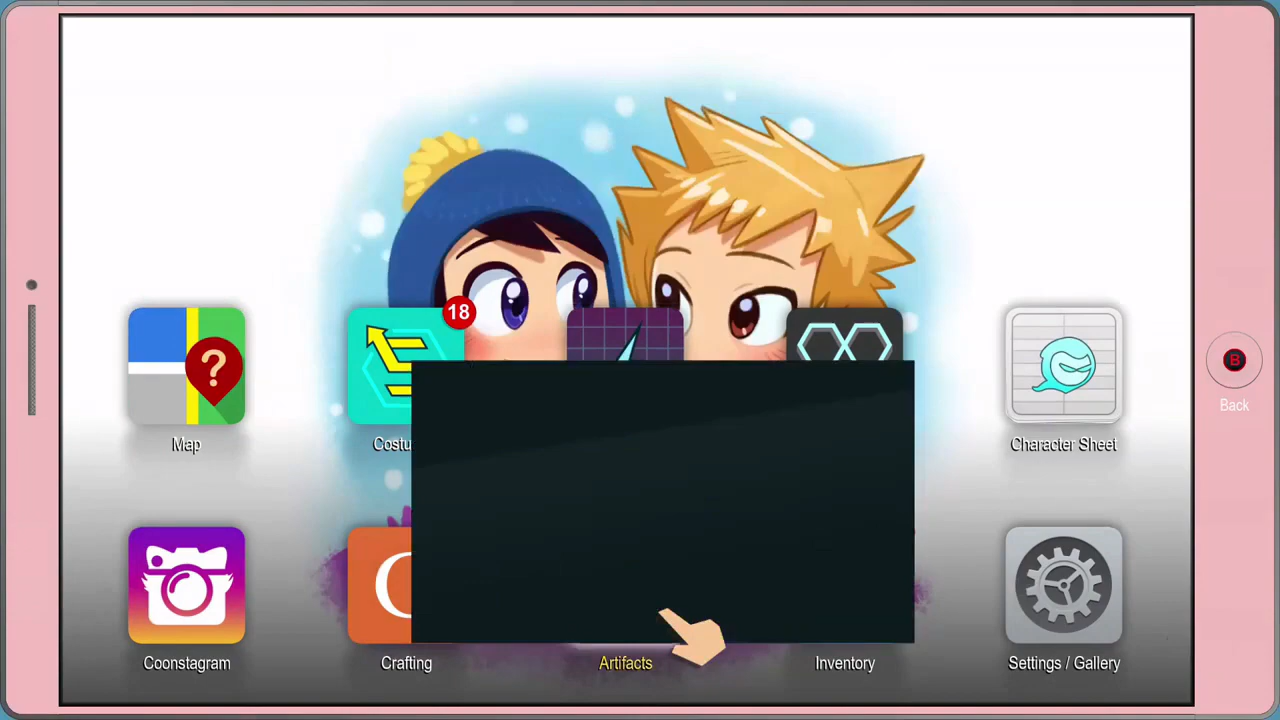 18
?
B
Back
Map
Costu
Character Sheet
C
Coonstagram
Crafting
Artifacts
Inventory
Settings / Gallery